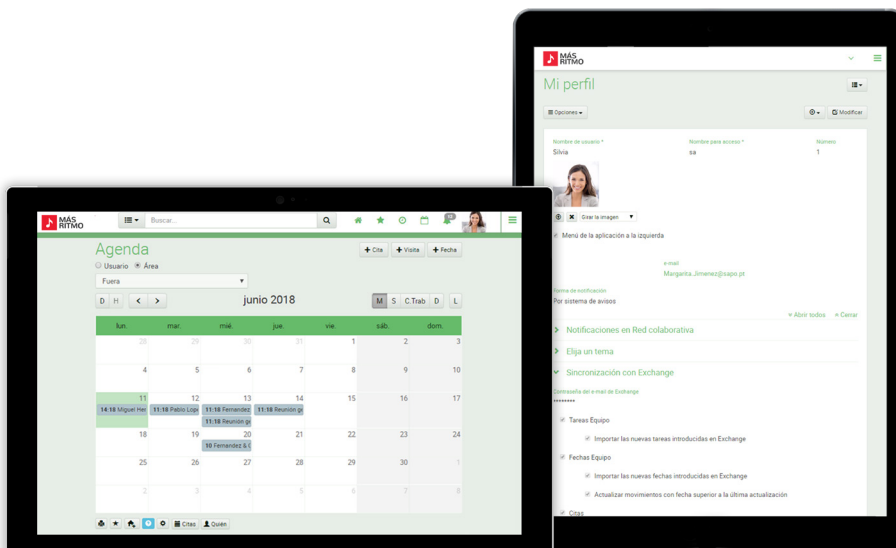 MÁS
RITMO
Mi perfil
Opciones
Modificar
Nombre de usuario *
Nombre para acceso *
Número
Silvia
sa
1
Girar la imagen
Menú de la aplicación a la izquierda
e-mail
Margarita.Jimenez@sapo.pt
Forma de notificación
Por sistema de avisos
Abrir todos
Cerrar
Notificaciones en Red colaborativa
Elija un tema
Sincronización con Exchange
Contraseña del e-mail de Exchange
********
Tareas Equipo
Importar las nuevas tareas introducidas en Exchange
Fechas Equipo
Importar las nuevas fechas introducidas en Exchange
Actualizar movimientos con fecha superior a la última actualización
Citas
MÁS
RITMO
Buscar...
Agenda
+ Cita
+ Visita
+ Fecha
Usuario
Área
Fuera
D H
junio 2018
M S C.Trab D L
lun. mar. mié. jue. vie. sáb. dom.
28 29 30 31 1 2 3
4 5 6 7 8 9 10
11 12 13 14 15 16 17
14:18 Miguel Her 11:18 Pablo Lop 11:18 Fernandez 11:18 Reunión g
11:18 Reunión g
18 19 20 21 22 23 24
10 Fernandez &
25 26 27 28 29 30 1
2 3 4 5 6 7 8
Citas
Quién